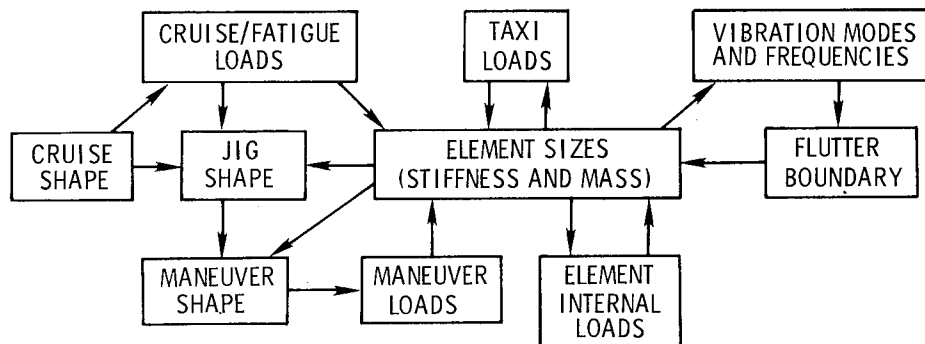 CRUISE/FATIGUE
LOADS
TAXI
LOADS
VIBRATION MODES
AND FREQUENCIES
CRUISE
SHAPE
JIG
SHAPE
ELEMENT SIZES
(STIFFNESS AND MASS)
FLUTTER
BOUNDARY
MANEUVER
SHAPE
MANEUVER
LOADS
ELEMENT
INTERNAL
LOADS